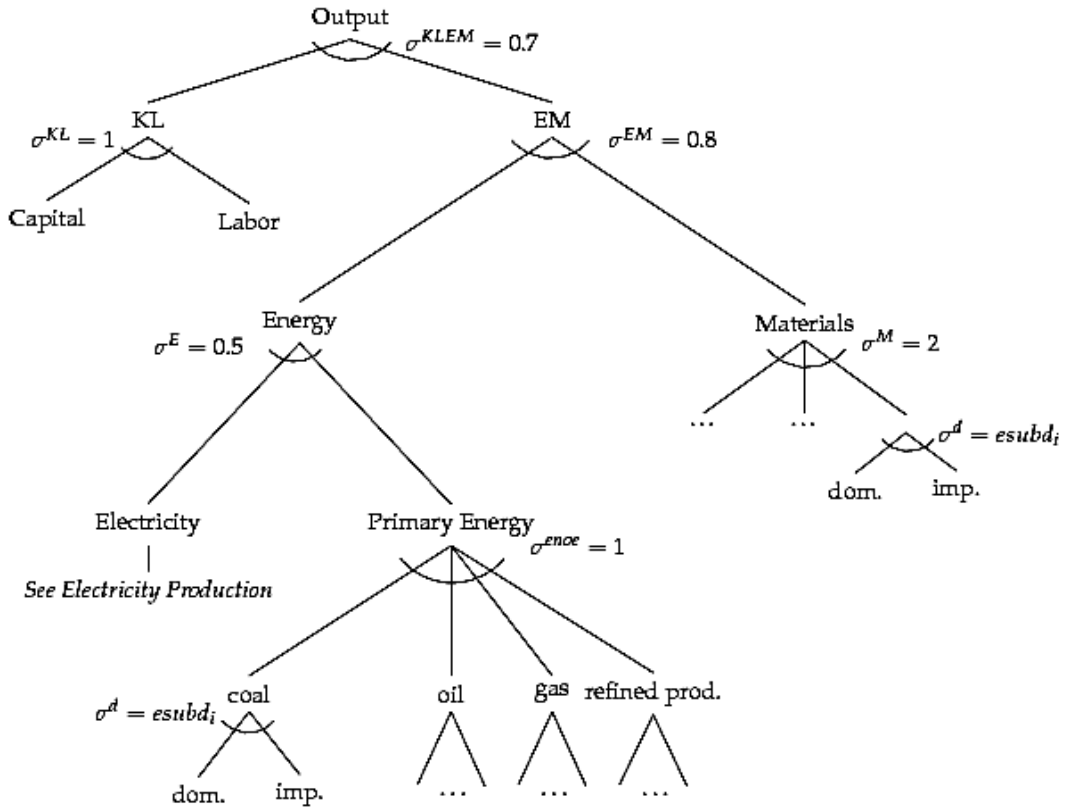 Output
σ^KLEM = 0.7
KL
EM
σ^KL = 1
σ^EM = 0.8
Capital
Labor
Energy
Materials
σ^E = 0.5
σ^M = 2
...
...
σ^d = esubd_i
dom.
imp.
Electricity
Primary Energy
σ^enoe = 1
See Electricity Production
coal
oil
gas
refined prod.
σ^d = esubd_i
dom.
imp.
...
...
...